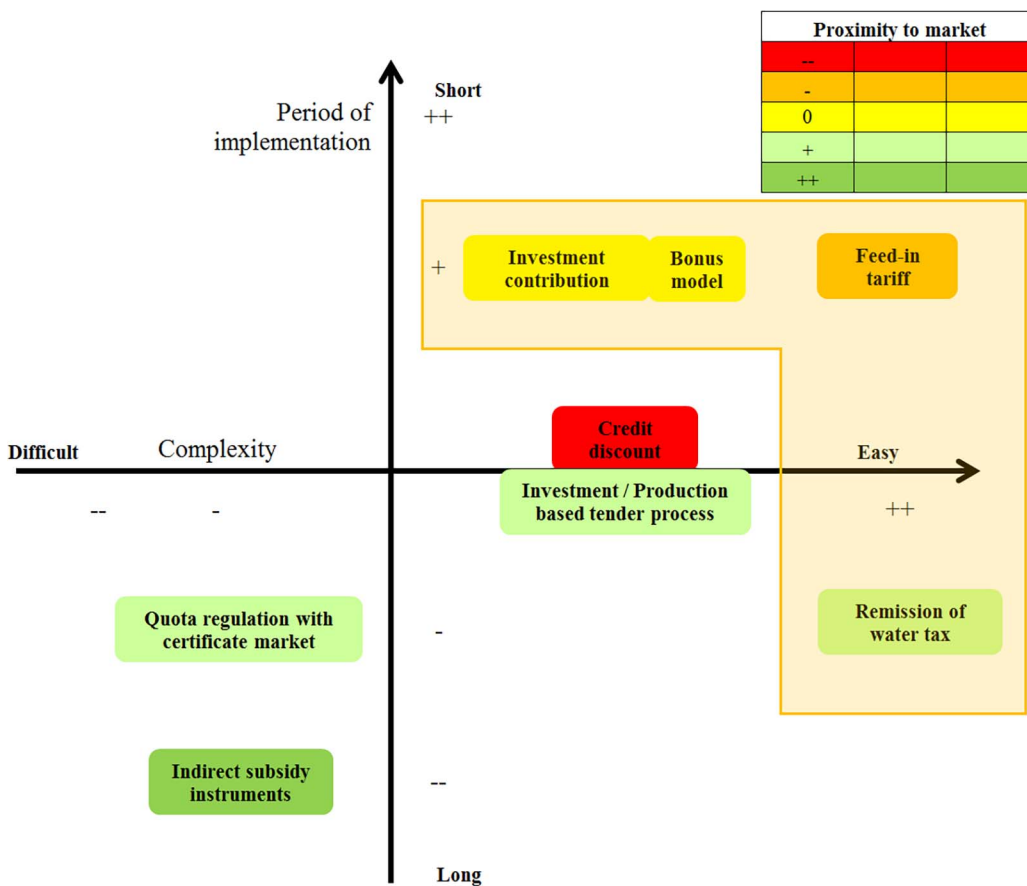 Proximity to market
--
-
0
+
++
Short
++
Period of
implementation
+
Investment
contribution
Bonus
model
Feed-in
tariff
Difficult
Complexity
Credit
discount
Easy
--
-
Investment / Production
based tender process
++
Quota regulation with
certificate market
-
Remission of
water tax
Indirect subsidy
instruments
--
Long